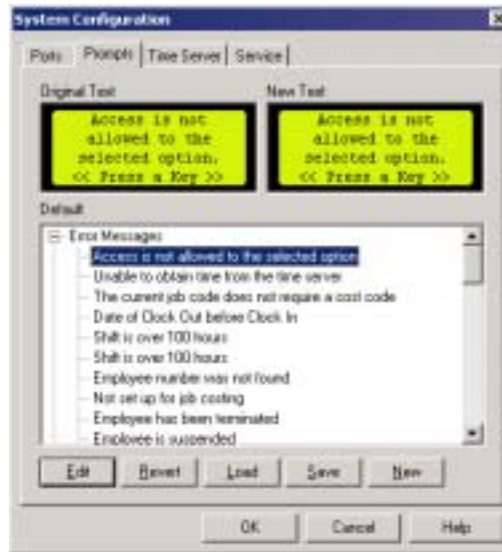 System Configuration
Ports Prompts Time Server Service
Original Text New Text
Access is not
allowed to the
selected option.
<< Press a Key >>
Access is not
allowed to the
selected option.
<< Press a Key >>
Default
Error Messages
Access is not allowed to the selected option
Unable to obtain time from the time server
The current job code does not require a cost code
Date of Clock Out before Clock In
Shift is over 100 hours
Shift is over 100 hours
Employee number was not found
Not set up for job costing
Employee has been terminated
Employee is suspended
Edit Revert Load Save New
OK Cancel Help